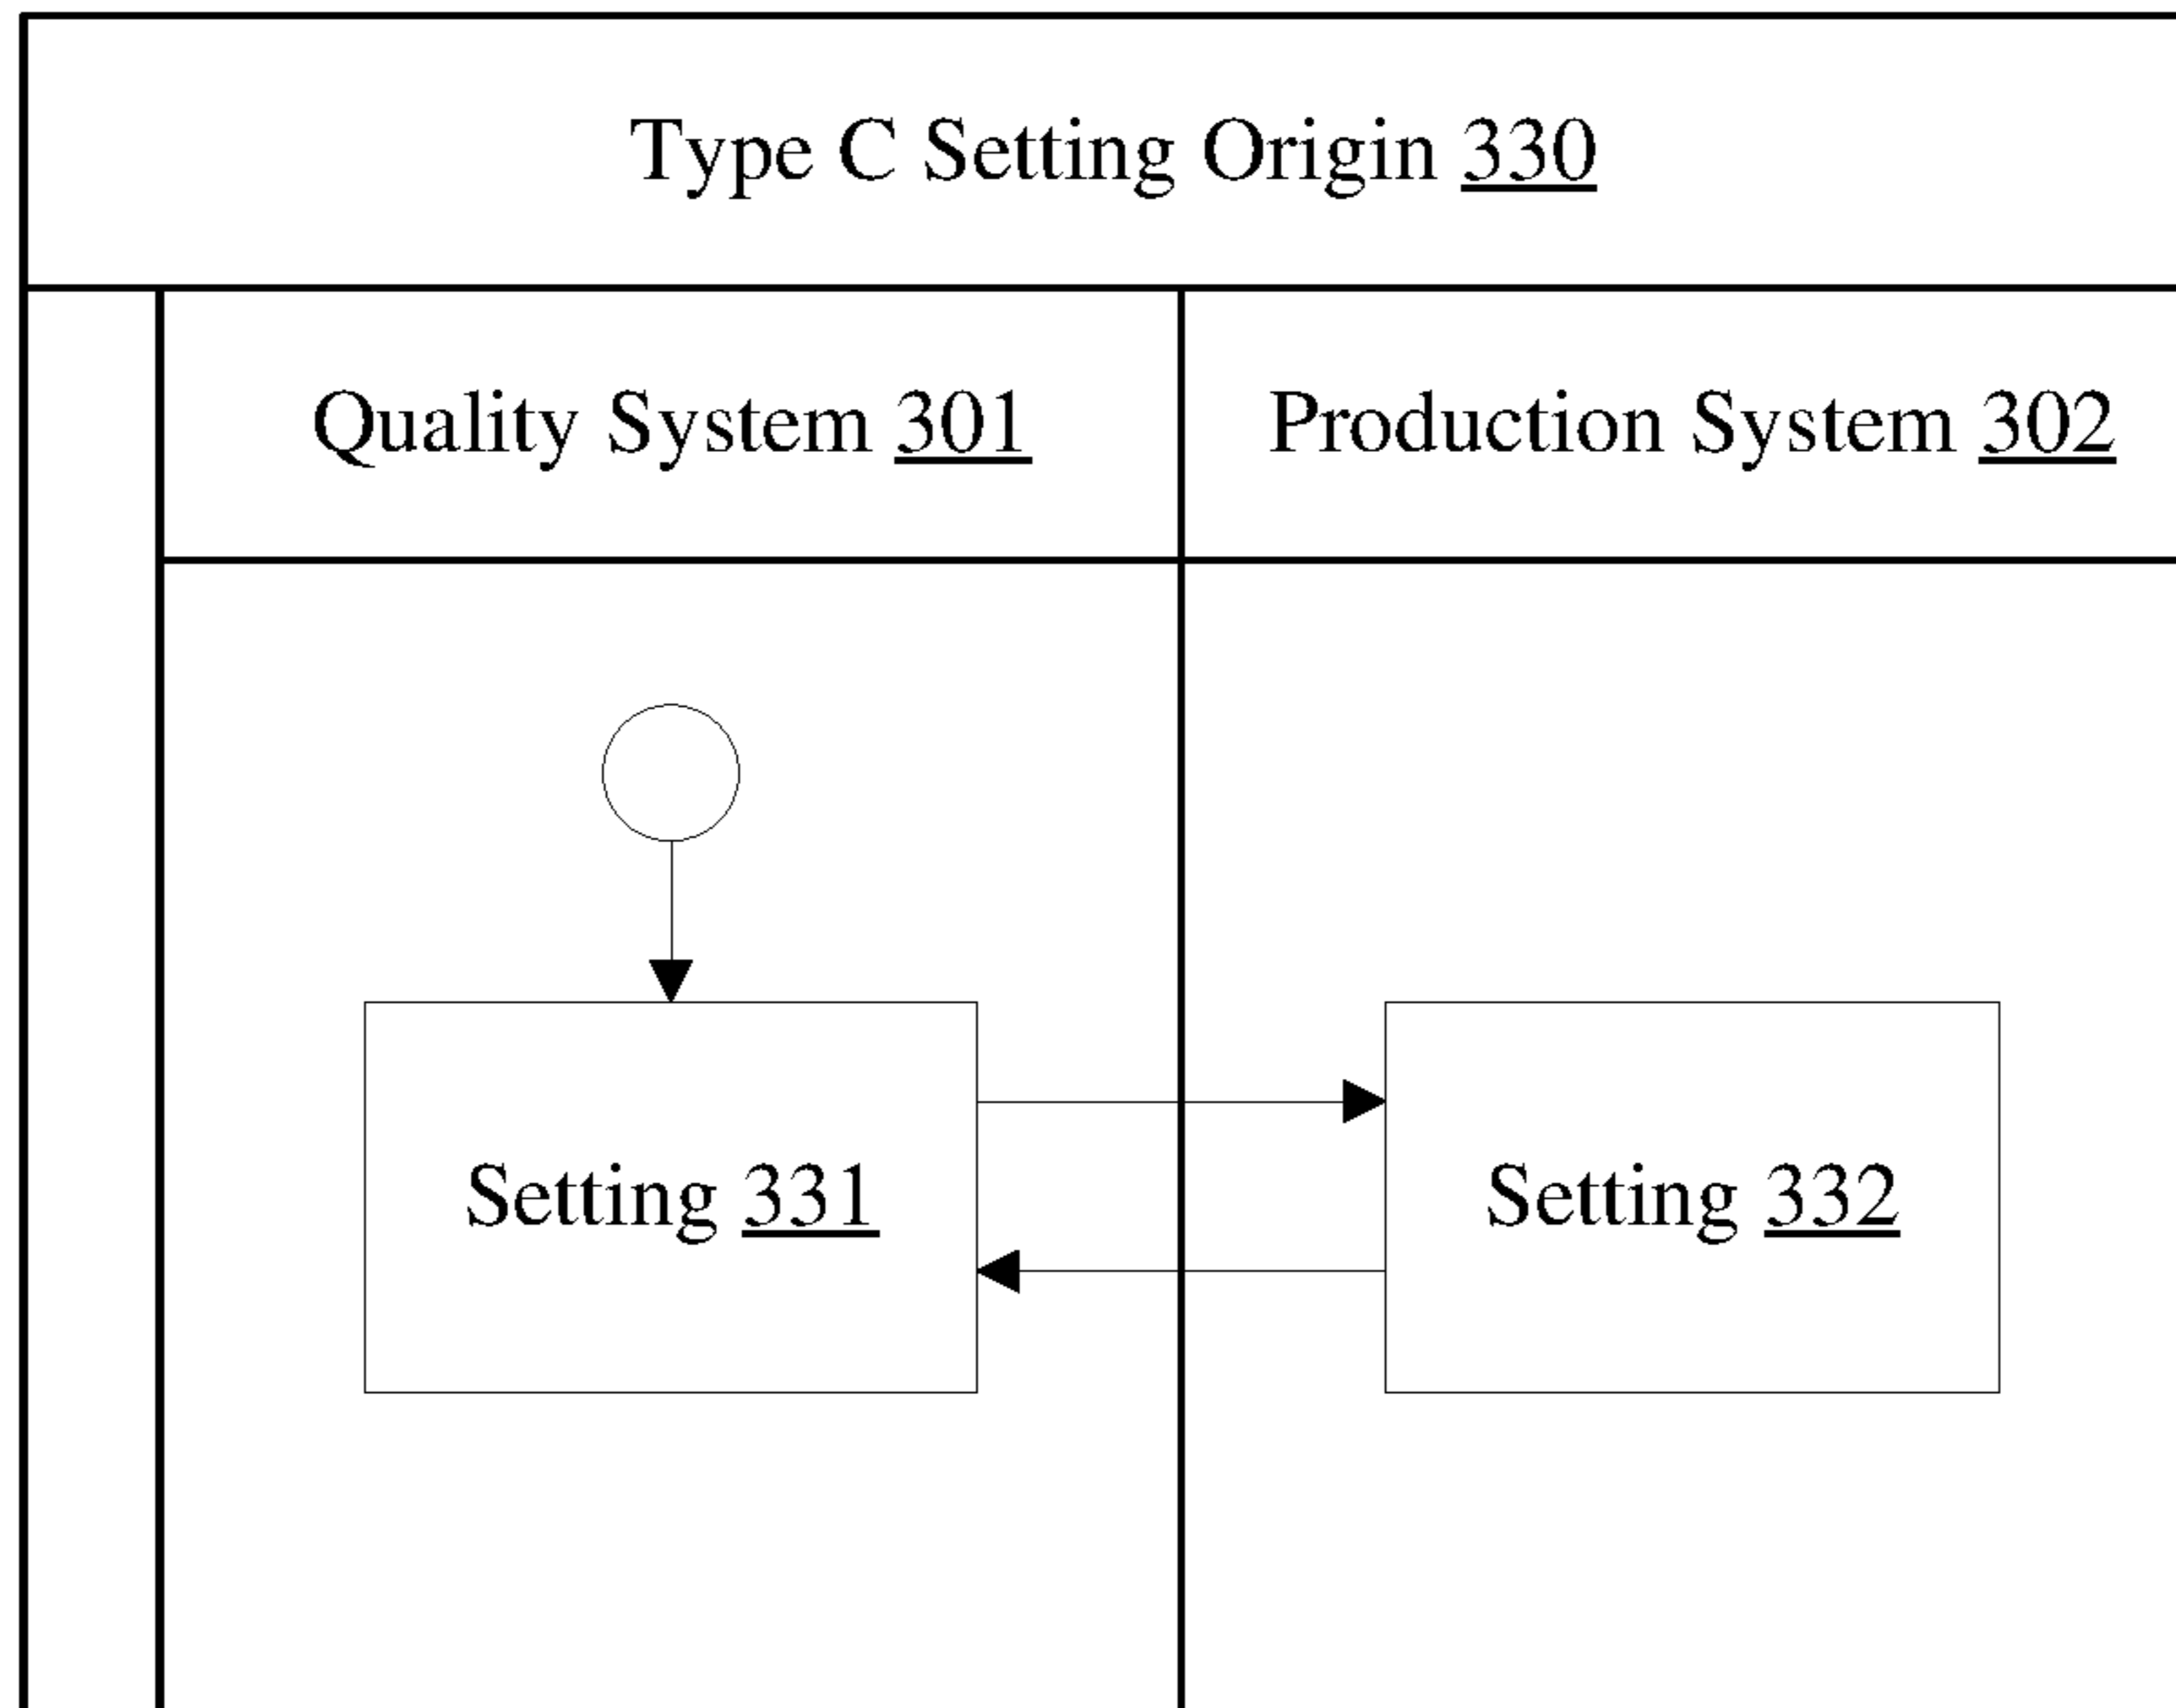 Type C Setting Origin 330
Quality System 301
Production System 302
Setting 331
Setting 332